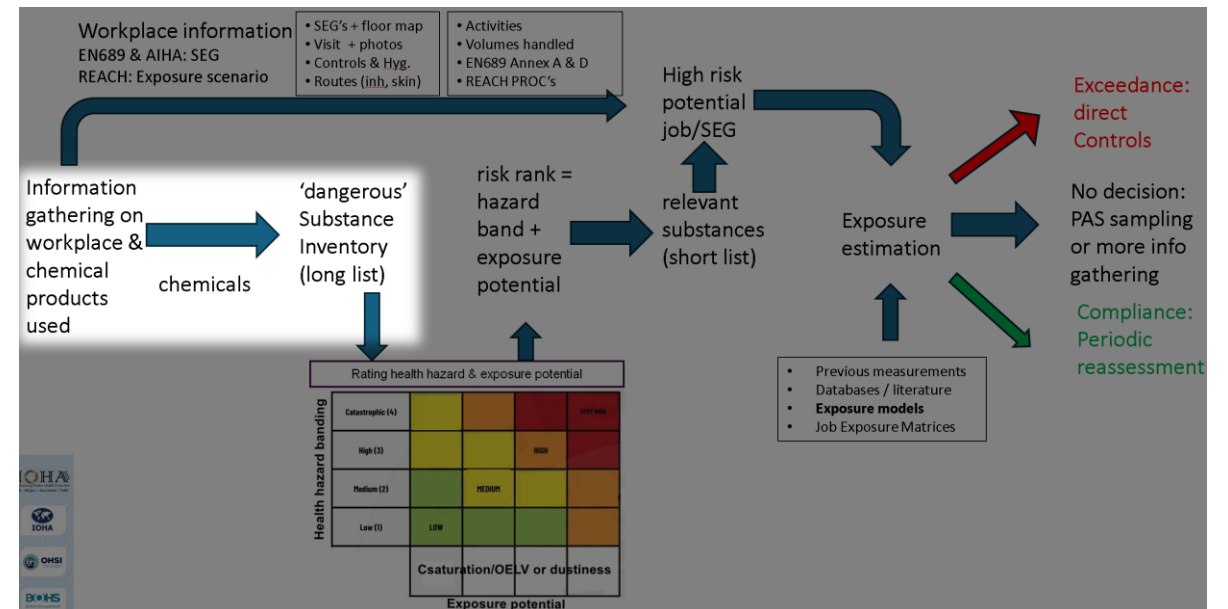 Workplace information
EN689 & AIHA: SEG
REACH: Exposure scenario
• SEG's + floor map
• Visit + photos
• Controls & Hyg.
• Routes (inh, skin)
• Activities
• Volumes handled
• EN689 Annex A & D
• REACH PROC's
Information
gathering on
workplace &
chemical
products
used
chemicals
‘dangerous’
Substance
Inventory
(long list)
risk rank =
hazard
band +
exposure
potential
relevant
substances
(short list)
High risk
potential
job/SEG
Exposure
estimation
Exceedance:
direct
Controls
No decision:
PAS sampling
or more info
gathering
Compliance:
Periodic
reassessment
• Previous measurements
• Databases / literature
• Exposure models
• Job Exposure Matrices
Rating health hazard & exposure potential
Health hazard banding
Catastrophic (4)
VERY HIGH
High (3)
HIGH
Medium (2)
MEDIUM
Low (1)
LOW
Csaturation/OELV or dustiness
Exposure potential
IOHA
IOHA
OHSI
BOHS